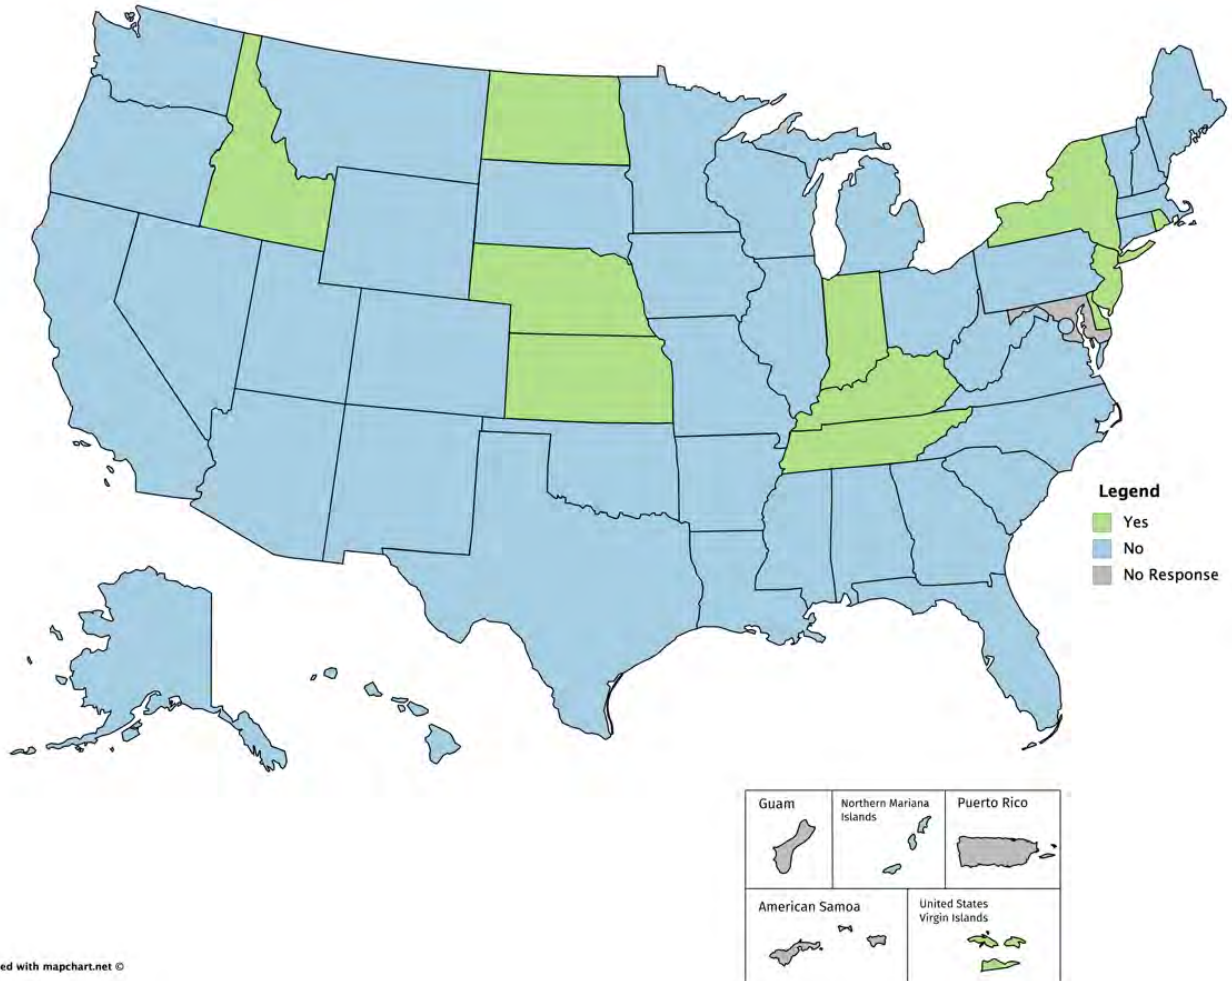 Legend
Yes
No
No Response
Guam
Northern Mariana
Islands
Puerto Rico
American Samoa
United States
Virgin Islands
ed with mapchart.net ©